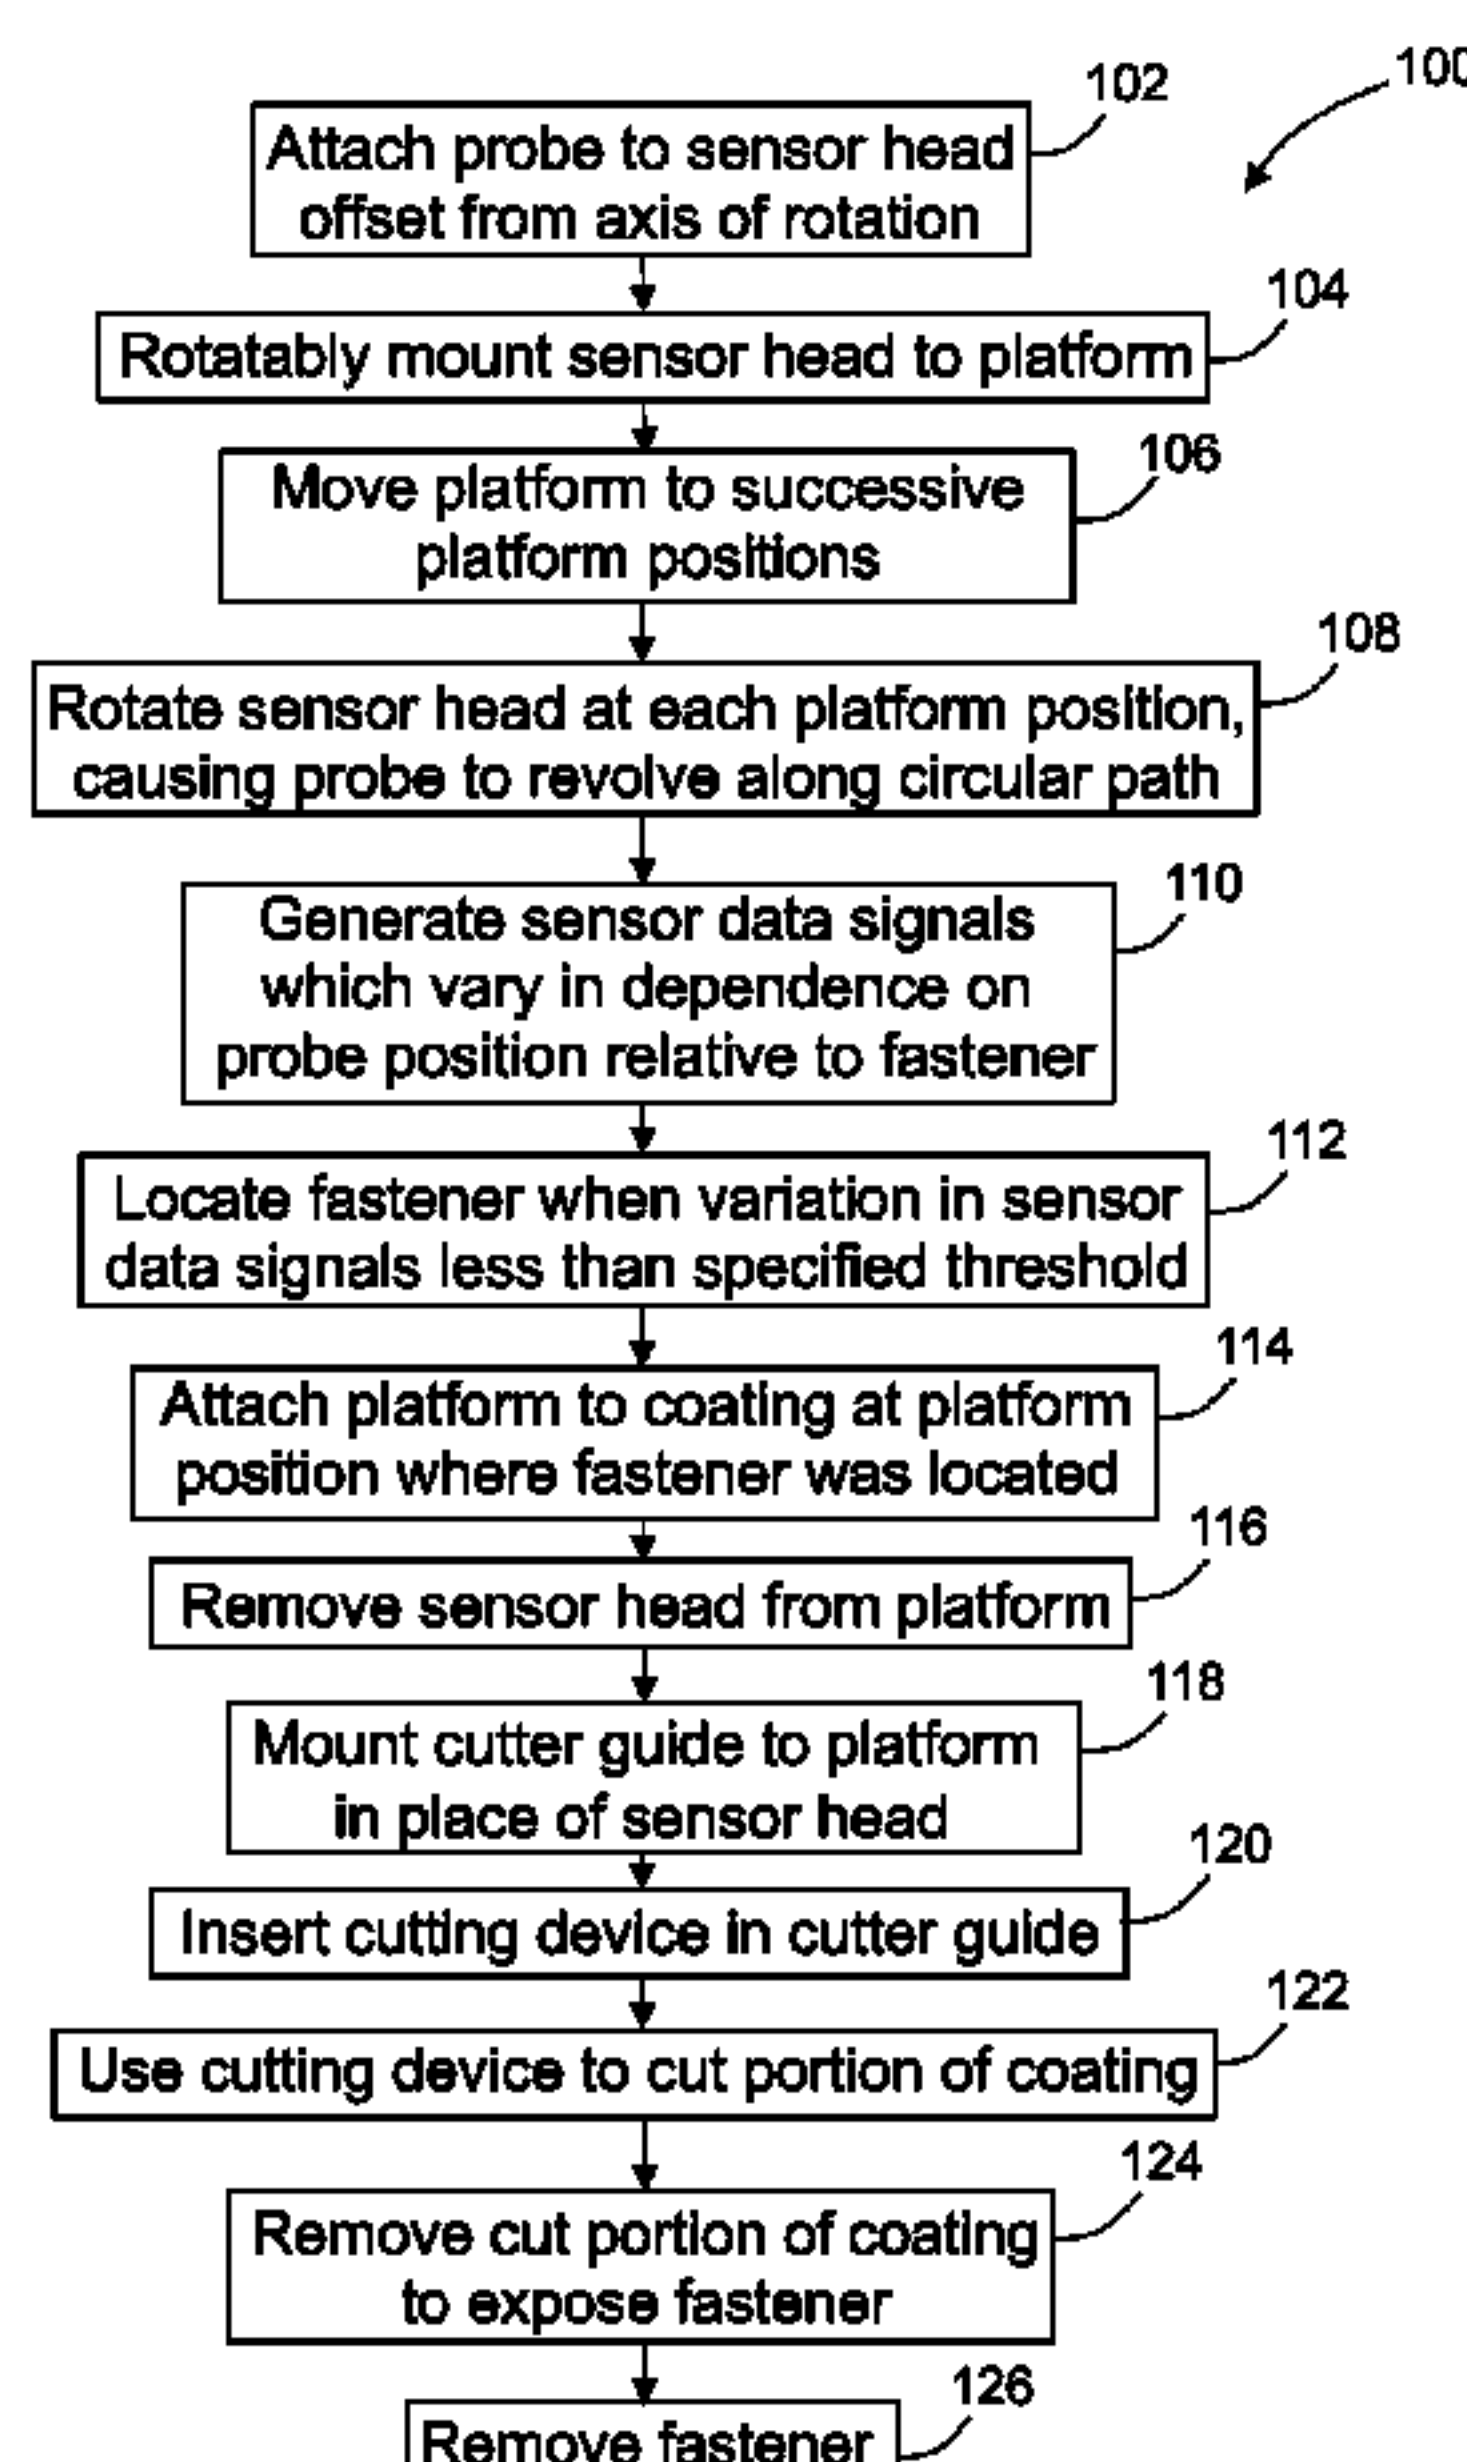 100
102
Attach probe to sensor head
offset from axis of rotation
104
Rotatably mount sensor head to platform
106
Move platform to successive
platform positions
108
Rotate sensor head at each platform position,
causing probe to revolve along circular path
110
Generate sensor data signals
which vary in dependence on
probe position relative to fastener
112
Locate fastener when variation in sensor
data signals less than specified threshold
114
Attach platform to coating at platform
position where fastener was located
116
Remove sensor head from platform
118
Mount cutter guide to platform
in place of sensor head
120
Insert cutting device in cutter guide
122
Use cutting device to cut portion of coating
124
Remove cut portion of coating
to expose fastener
126
Remove fastener